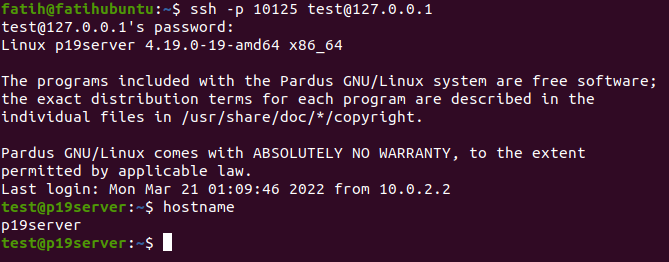 fatih@fatihubuntu:~$ ssh -p 10125 test@127.0.0.1
test@127.0.0.1's password:
Linux p19server 4.19.0-19-amd64 x86_64
The programs included with the Pardus GNU/Linux system are free software;
the exact distribution terms for each program are described in the
individual files in /usr/share/doc/*/copyright.
Pardus GNU/Linux comes with ABSOLUTELY NO WARRANTY, to the extent
permitted by applicable law.
Last login: Mon Mar 21 01:09:46 2022 from 10.0.2.2
test@p19server:~$ hostname
p19server
test@p19server:~$